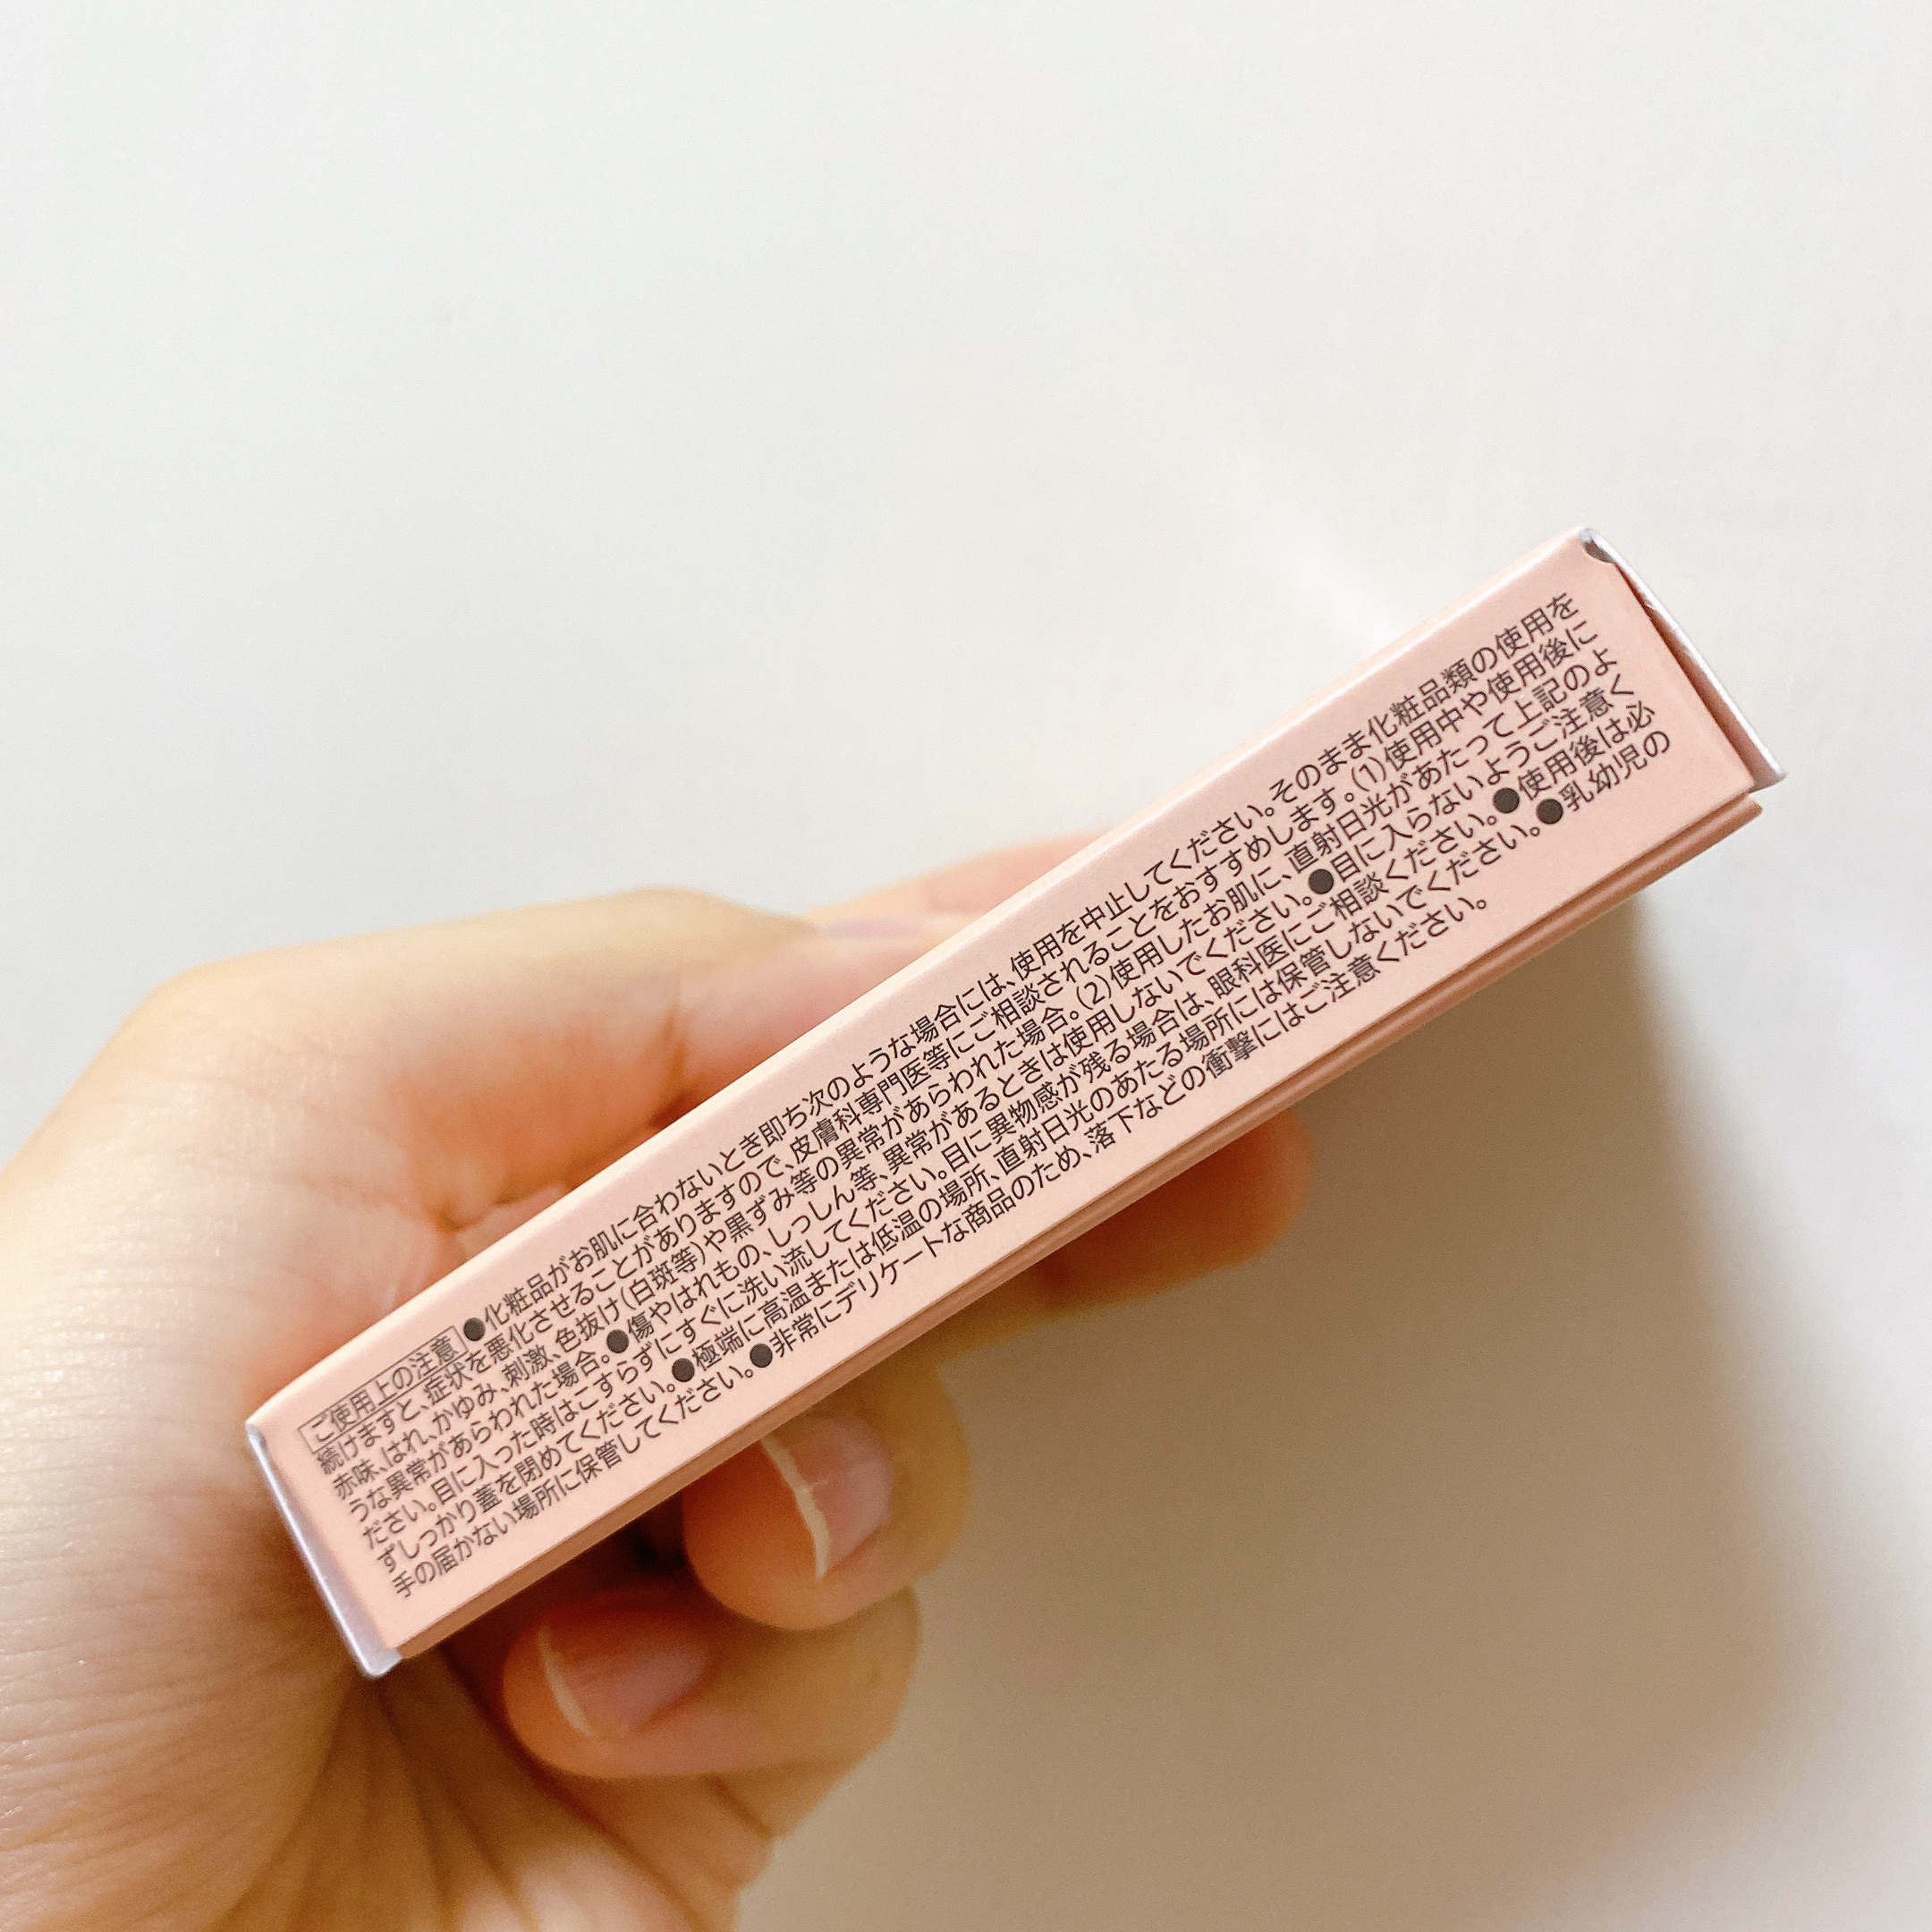 ご使用上の注意 ●化粧品がお肌に合わないとき即ち次のような場合には、使用を中止してください。そのまま化粧品類の使用を
続けますと、症状を悪化させることがありますので、皮膚科専門医等にご相談されることをおすすめします。(1)使用中や使用後に
赤味、はれ、かゆみ、刺激、色抜け(白斑等)や黒ずみ等の異常があらわれた場合。(2)使用したお肌に、直射日光があたって上記のよ
うな異常があらわれた場合。●傷やはれもの、しっしん等、異常があるときは使用しないでください。●目に入らないようご注意く
ださい。目に入った時はこすらずにすぐに洗い流してください。目に異物感が残る場合は、眼科医にご相談ください。●使用後は必
ずしっかり蓋を閉めてください。●極端に高温または低温の場所、直射日光のあたる場所には保管しないでください。●乳幼児の
手の届かない場所に保管してください。●非常にデリケートな商品のため、落下などの衝撃にはご注意ください。